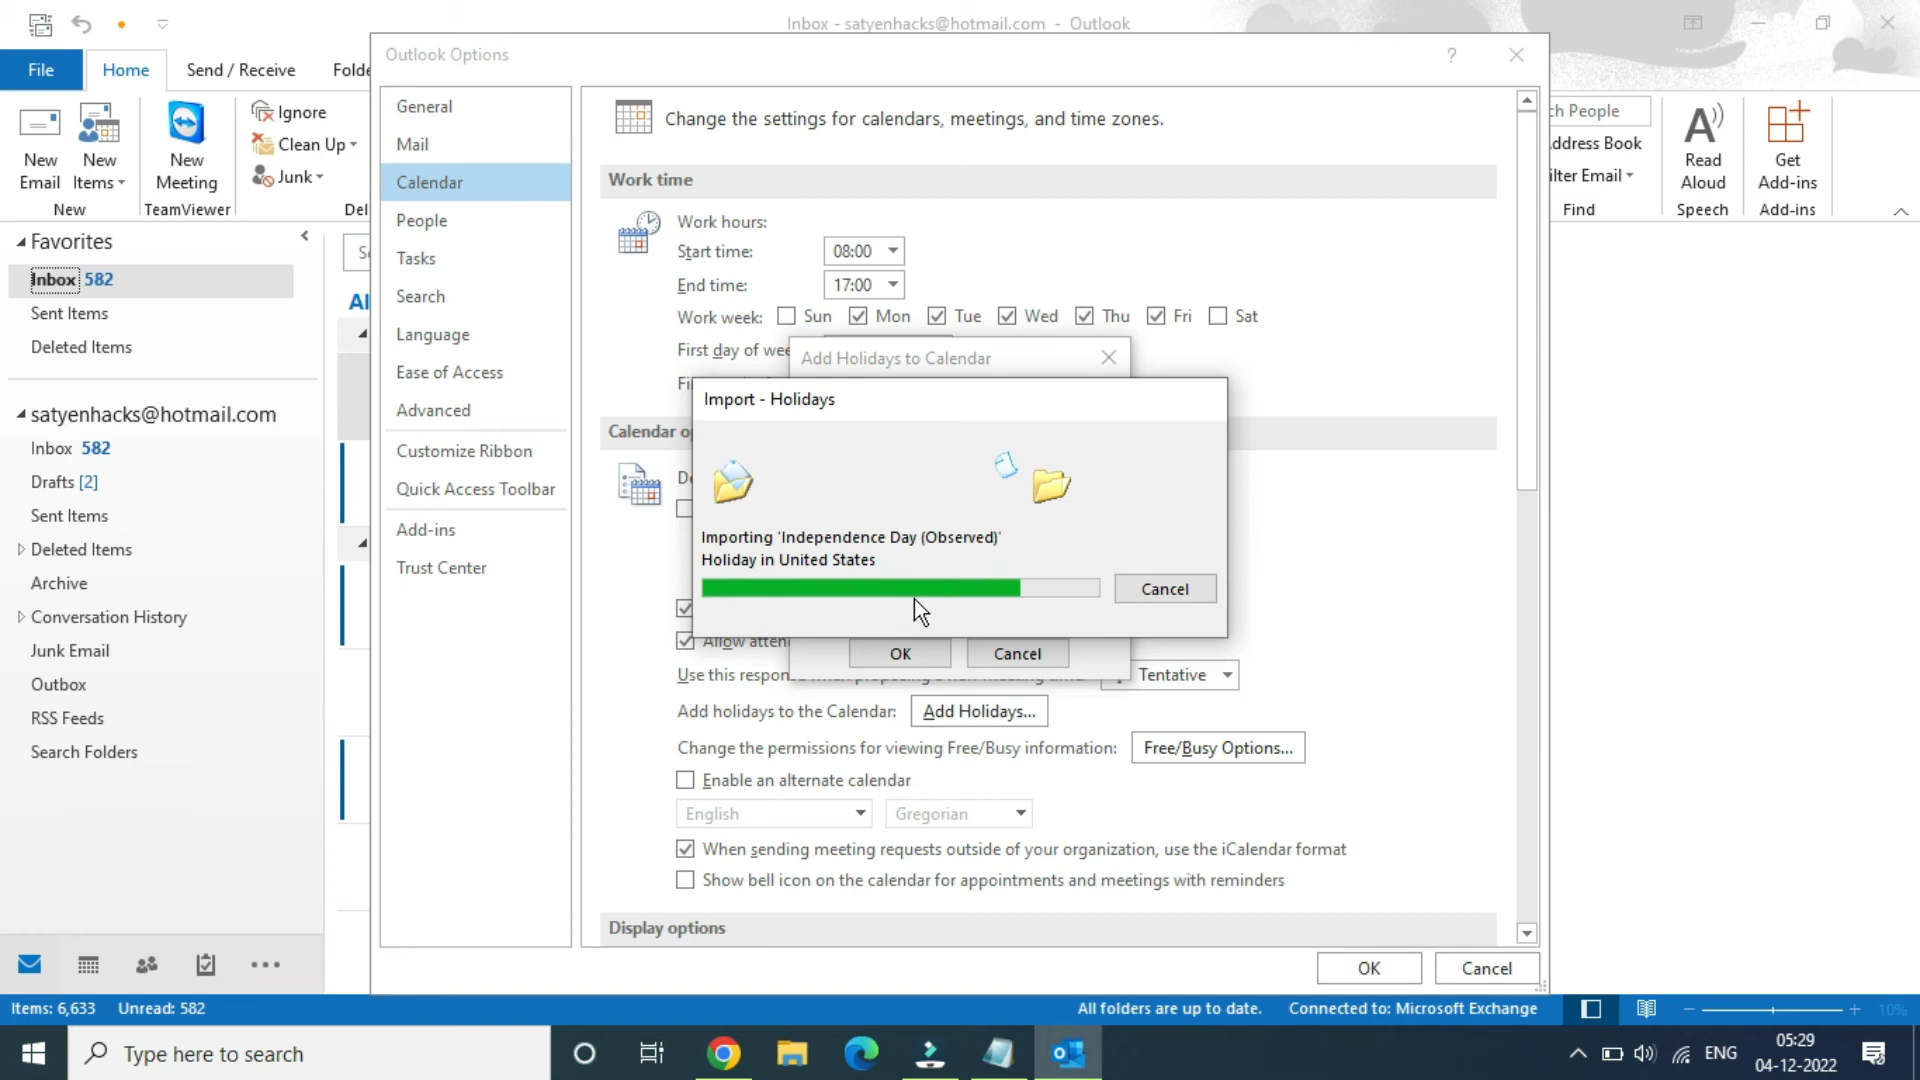 Inbox - satyenhacks@hotmail.com - Outlook
File
Home
Send / Receive
Folde
New Email
New Items
New
New Meeting
TeamViewer
Ignore
Clean Up
Junk
Del
ch People
ddress Book
ilter Email
Find
Read Aloud
Speech
Get Add-ins
Add-ins
Favorites
Inbox 582
Sent Items
Deleted Items
satyenhacks@hotmail.com
Inbox 582
Drafts [2]
Sent Items
Deleted Items
Archive
Conversation History
Junk Email
Outbox
RSS Feeds
Search Folders
Al
Outlook Options
?
General
Mail
Calendar
People
Tasks
Search
Language
Ease of Access
Advanced
Customize Ribbon
Quick Access Toolbar
Add-ins
Trust Center
Change the settings for calendars, meetings, and time zones.
Work time
Work hours:
Start time: 08:00
End time: 17:00
Work week: Sun Mon Tue Wed Thu Fri Sat
First day of wee
Fi
Add Holidays to Calendar
Import - Holidays
Importing 'Independence Day (Observed)'
Holiday in United States
Cancel
Calendar op
De
Allow atten
OK Cancel
Use this respon
Tentative
Add holidays to the Calendar: Add Holidays...
Change the permissions for viewing Free/Busy information: Free/Busy Options...
Enable an alternate calendar
English Gregorian
When sending meeting requests outside of your organization, use the iCalendar format
Show bell icon on the calendar for appointments and meetings with reminders
Display options
OK Cancel
Items: 6,633 Unread: 582
All folders are up to date. Connected to: Microsoft Exchange
10%
Type here to search
ENG
05:29
04-12-2022